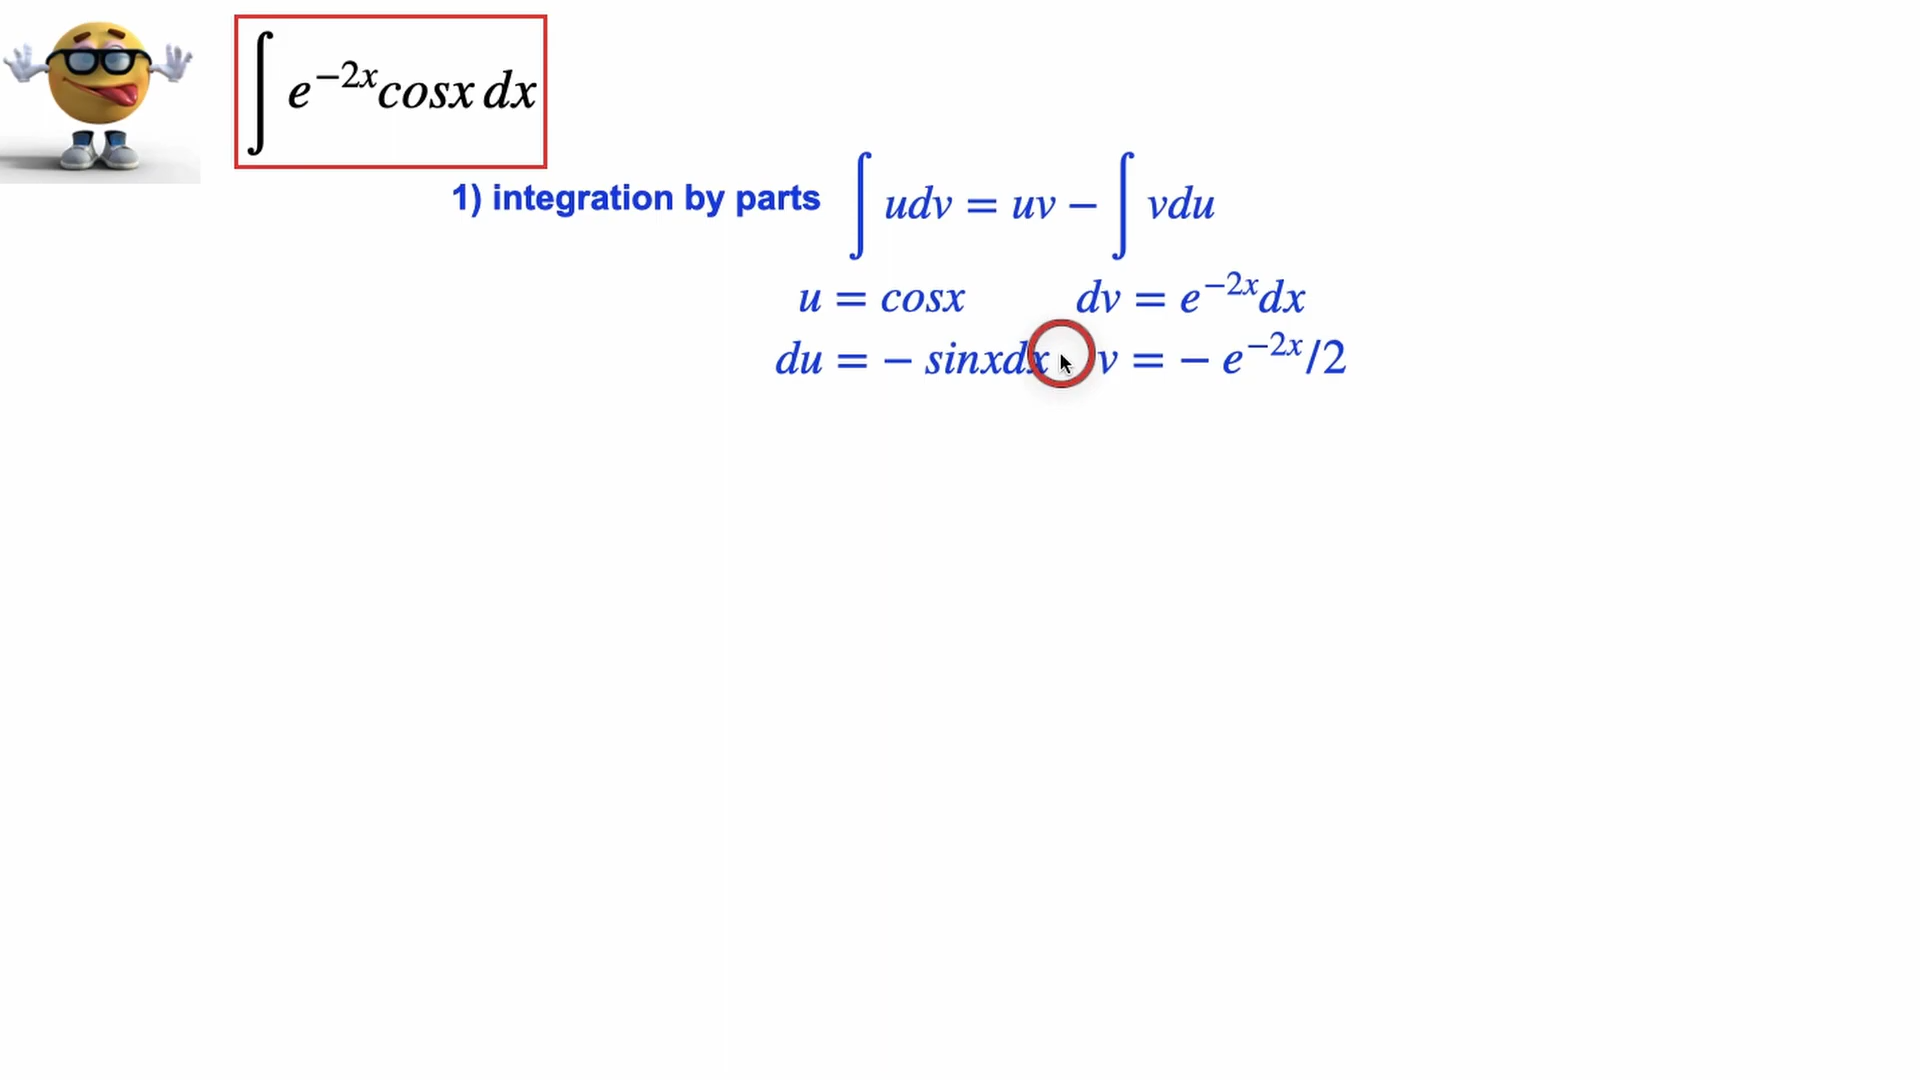 ∫ e^{−2x}cosx dx
1) integration by parts ∫ udv = uv − ∫ vdu
u = cosx dv = e^{−2x}dx
du = − sinxdx v = − e^{−2x}/2